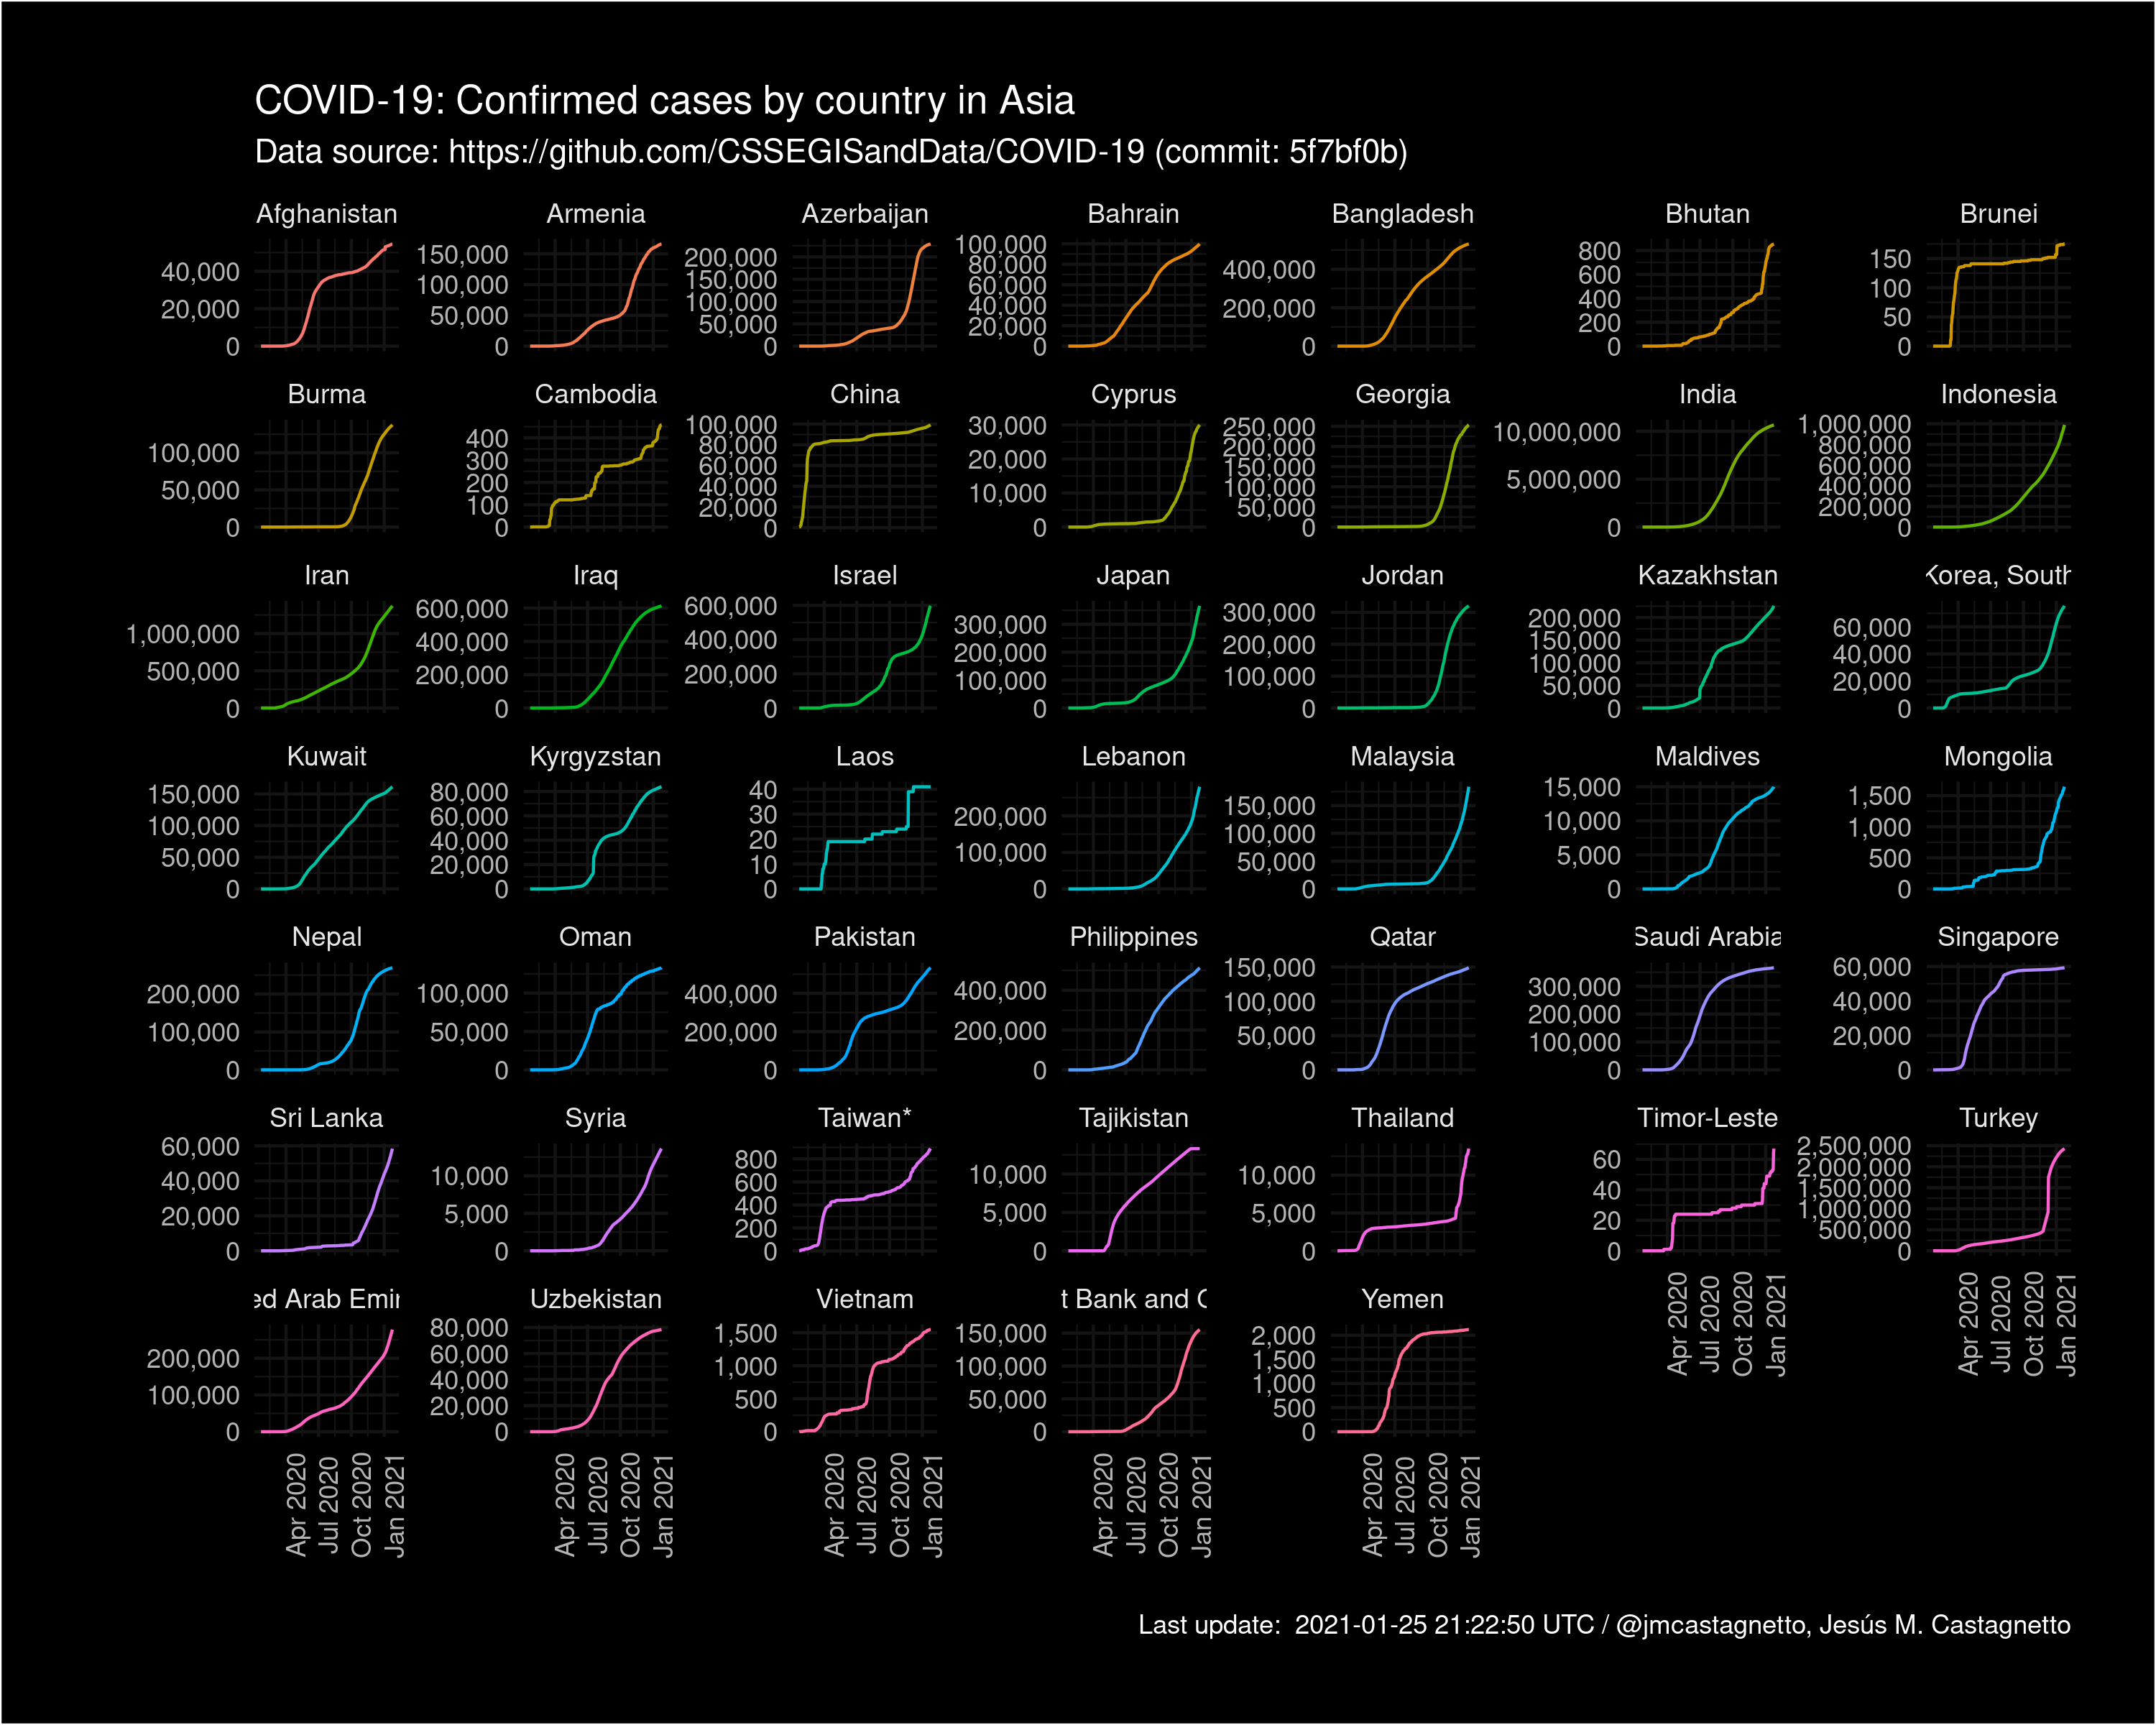 COVID-19: Confirmed cases by country in Asia
Data source: https://github.com/CSSEGISandData/COVID-19 (commit: 5f7bf0b)
Afghanistan
40,000
20,000
0
Armenia
150,000
100,000
50,000
0
Azerbaijan
200,000
150,000
100,000
50,000
0
Bahrain
100,000
80,000
60,000
40,000
20,000
0
Bangladesh
400,000
200,000
0
Bhutan
800
600
400
200
0
Brunei
150
100
50
0
Burma
100,000
50,000
0
Cambodia
400
300
200
100
0
China
100,000
80,000
60,000
40,000
20,000
0
Cyprus
30,000
20,000
10,000
0
Georgia
250,000
200,000
150,000
100,000
50,000
0
India
10,000,000
5,000,000
0
Indonesia
1,000,000
800,000
600,000
400,000
200,000
0
Iran
1,000,000
500,000
0
Iraq
600,000
400,000
200,000
0
Israel
600,000
400,000
200,000
0
Japan
300,000
200,000
100,000
0
Jordan
300,000
200,000
100,000
0
Kazakhstan
200,000
150,000
100,000
50,000
0
Korea, South
60,000
40,000
20,000
0
Kuwait
150,000
100,000
50,000
0
Kyrgyzstan
80,000
60,000
40,000
20,000
0
Laos
40
30
20
10
0
Lebanon
200,000
100,000
0
Malaysia
150,000
100,000
50,000
0
Maldives
15,000
10,000
5,000
0
Mongolia
1,500
1,000
500
0
Nepal
200,000
100,000
0
Oman
100,000
50,000
0
Pakistan
400,000
200,000
0
Philippines
400,000
200,000
0
Qatar
150,000
100,000
50,000
0
Saudi Arabia
300,000
200,000
100,000
0
Singapore
60,000
40,000
20,000
0
Sri Lanka
60,000
40,000
20,000
0
Syria
10,000
5,000
0
Taiwan*
800
600
400
200
0
Tajikistan
10,000
5,000
0
Thailand
10,000
5,000
0
Timor-Leste
60
40
20
0
Apr 2020
Jul 2020
Oct 2020
Jan 2021
Turkey
2,500,000
2,000,000
1,500,000
1,000,000
500,000
0
Apr 2020
Jul 2020
Oct 2020
Jan 2021
ed Arab Emir
200,000
100,000
0
Apr 2020
Jul 2020
Oct 2020
Jan 2021
Uzbekistan
80,000
60,000
40,000
20,000
0
Apr 2020
Jul 2020
Oct 2020
Jan 2021
Vietnam
1,500
1,000
500
0
Apr 2020
Jul 2020
Oct 2020
Jan 2021
t Bank and G
150,000
100,000
50,000
0
Apr 2020
Jul 2020
Oct 2020
Jan 2021
Yemen
2,000
1,500
1,000
500
0
Apr 2020
Jul 2020
Oct 2020
Jan 2021
Last update:  2021-01-25 21:22:50 UTC / @jmcastagnetto, Jesús M. Castagnetto